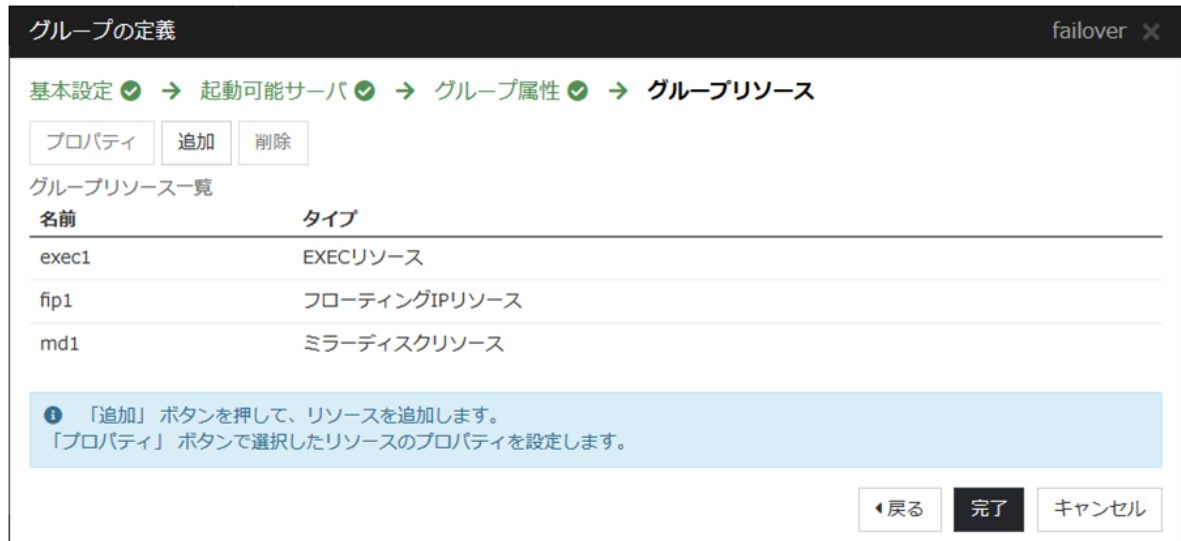 グループの定義 failover
基本設定 → 起動可能サーバ → グループ属性 → グループリソース
プロパティ 追加 削除
グループリソース一覧
名前 タイプ
exec1 EXECリソース
fip1 フローティングIPリソース
md1 ミラーディスクリソース
「追加」 ボタンを押して、リソースを追加します。
「プロパティ」 ボタンで選択したリソースのプロパティを設定します。
戻る 完了 キャンセル